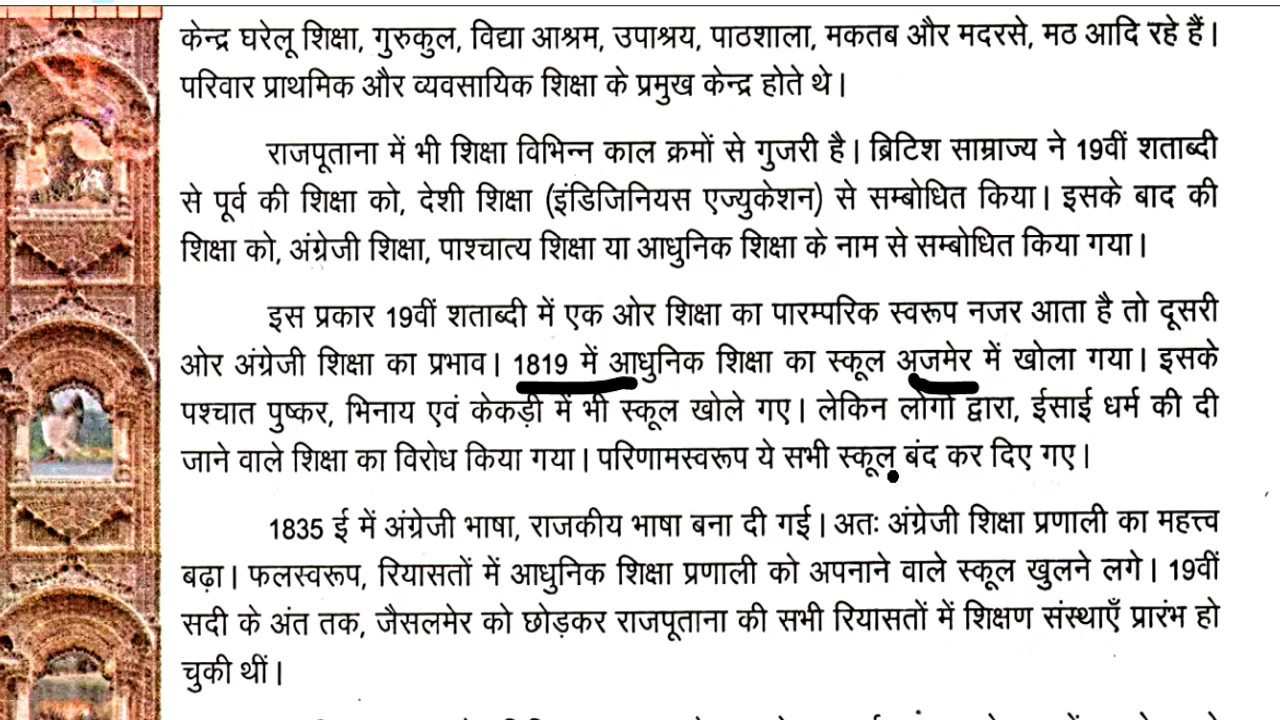 केन्द्र घरेलू शिक्षा, गुरुकुल, विद्या आश्रम, उपाश्रय, पाठशाला, मकतब और मदरसे, मठ आदि रहे हैं।
परिवार प्राथमिक और व्यवसायिक शिक्षा के प्रमुख केन्द्र होते थे।
राजपूताना में भी शिक्षा विभिन्न काल क्रमों से गुजरी है। ब्रिटिश साम्राज्य ने 19वीं शताब्दी
से पूर्व की शिक्षा को, देशी शिक्षा (इंडिजिनियस एज्युकेशन) से सम्बोधित किया। इसके बाद की
शिक्षा को, अंग्रेजी शिक्षा, पाश्चात्य शिक्षा या आधुनिक शिक्षा के नाम से सम्बोधित किया गया।
इस प्रकार 19वीं शताब्दी में एक ओर शिक्षा का पारम्परिक स्वरूप नजर आता है तो दूसरी
ओर अंग्रेजी शिक्षा का प्रभाव। 1819 में आधुनिक शिक्षा का स्कूल अजमेर में खोला गया। इसके
पश्चात पुष्कर, भिनाय एवं केकड़ी में भी स्कूल खोले गए। लेकिन लोगों द्वारा, ईसाई धर्म की दी
जाने वाले शिक्षा का विरोध किया गया। परिणामस्वरूप ये सभी स्कूल बंद कर दिए गए।
1835 ई में अंग्रेजी भाषा, राजकीय भाषा बना दी गई। अतः अंग्रेजी शिक्षा प्रणाली का महत्त्व
बढ़ा। फलस्वरूप, रियासतों में आधुनिक शिक्षा प्रणाली को अपनाने वाले स्कूल खुलने लगे। 19वीं
सदी के अंत तक, जैसलमेर को छोड़कर राजपूताना की सभी रियासतों में शिक्षण संस्थाएँ प्रारंभ हो
चुकी थीं।